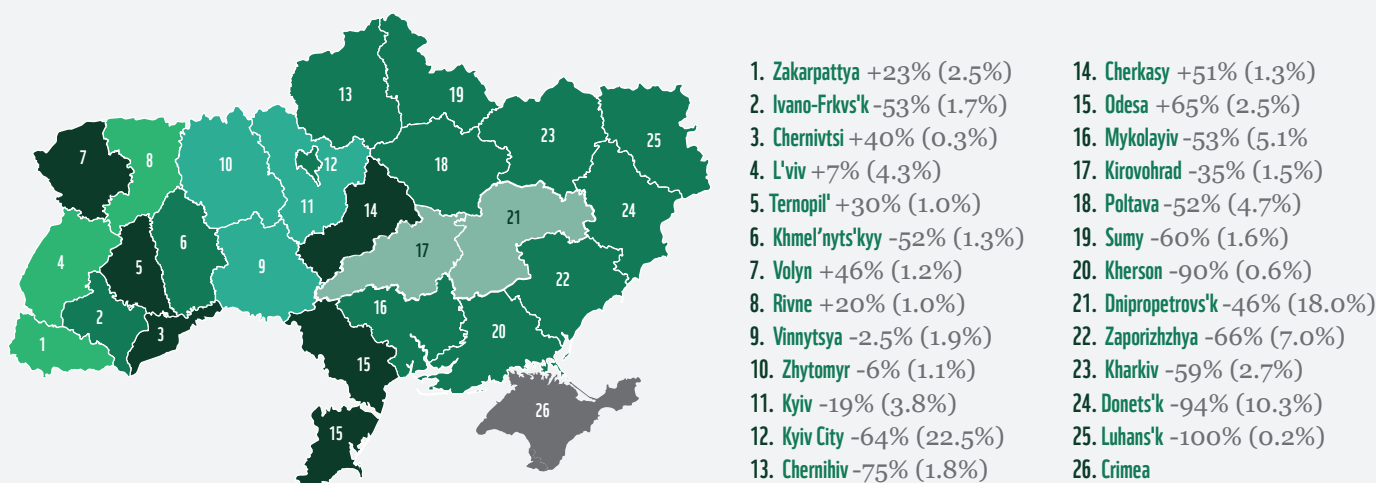 13
19
23
25
7
8
10
12
18
11
14
21
24
6
17
4
5
9
22
2
16
3
20
1
15
26
15
1. Zakarpattya +23% (2.5%)
2. Ivano-Frkvs'k -53% (1.7%)
3. Chernivtsi +40% (0.3%)
4. L'viv +7% (4.3%)
5. Ternopil' +30% (1.0%)
6. Khmel’nyts'kyy -52% (1.3%)
7. Volyn +46% (1.2%)
8. Rivne +20% (1.0%)
9. Vinnytsya -2.5% (1.9%)
10. Zhytomyr -6% (1.1%)
11. Kyiv -19% (3.8%)
12. Kyiv City -64% (22.5%)
13. Chernihiv -75% (1.8%)
14. Cherkasy +51% (1.3%)
15. Odesa +65% (2.5%)
16. Mykolayiv -53% (5.1%
17. Kirovohrad -35% (1.5%)
18. Poltava -52% (4.7%)
19. Sumy -60% (1.6%)
20. Kherson -90% (0.6%)
21. Dnipropetrovs'k -46% (18.0%)
22. Zaporizhzhya -66% (7.0%)
23. Kharkiv -59% (2.7%)
24. Donets'k -94% (10.3%)
25. Luhans'k -100% (0.2%)
26. Crimea